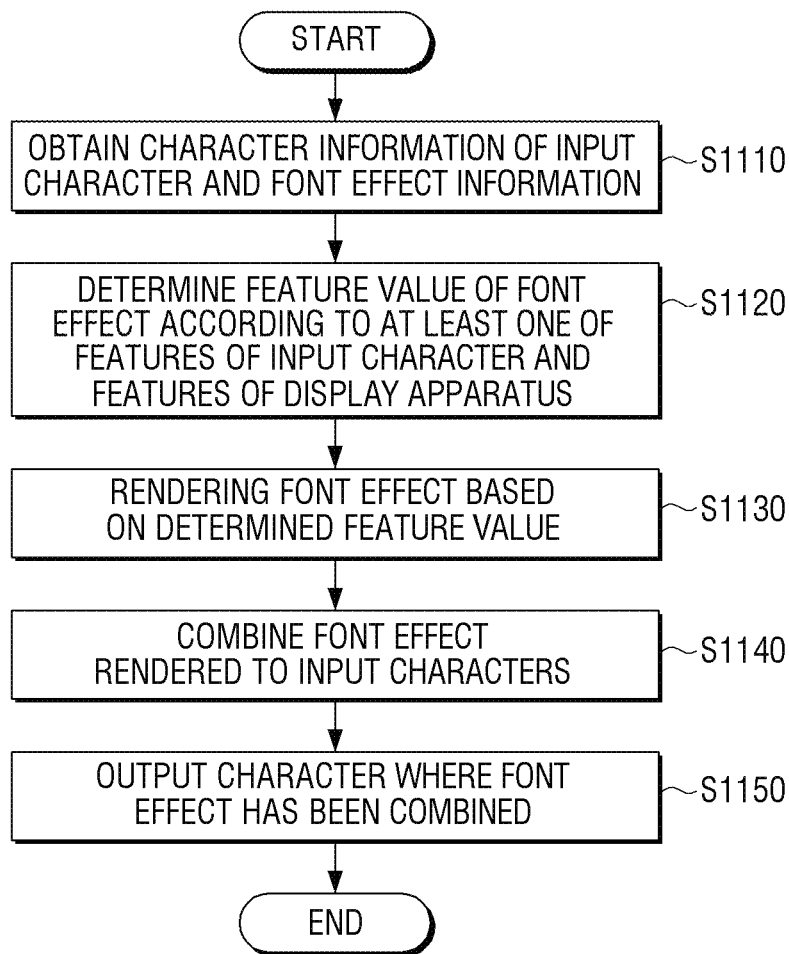 START
OBTAIN CHARACTER INFORMATION OF INPUT
CHARACTER AND FONT EFFECT INFORMATION
S1110
DETERMINE FEATURE VALUE OF FONT
EFFECT ACCORDING TO AT LEAST ONE OF
FEATURES OF INPUT CHARACTER AND
FEATURES OF DISPLAY APPARATUS
S1120
RENDERING FONT EFFECT BASED
ON DETERMINED FEATURE VALUE
S1130
COMBINE FONT EFFECT
RENDERED TO INPUT CHARACTERS
S1140
OUTPUT CHARACTER WHERE FONT
EFFECT HAS BEEN COMBINED
S1150
END